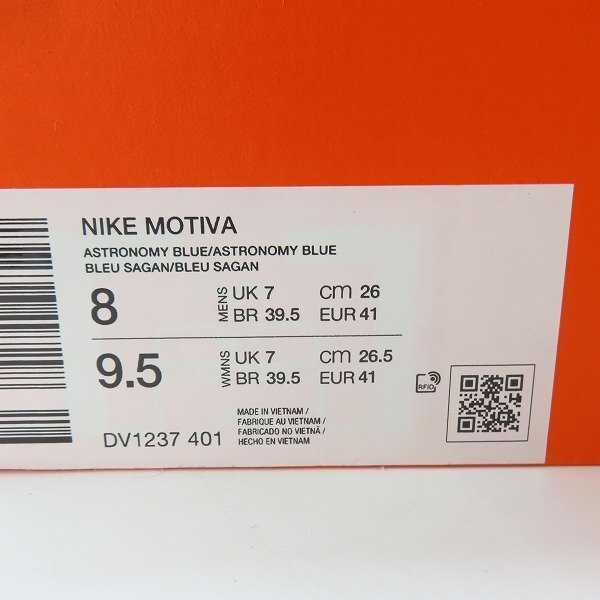 NIKE MOTIVA
ASTRONOMY BLUE/ASTRONOMY BLUE
BLEU SAGAN/BLEU SAGAN
8 MENS UK 7 cm 26
BR 39.5 EUR 41
9.5 WMNS UK 7 cm 26.5
BR 39.5 EUR 41
RFID
DV1237 401
MADE IN VIETNAM /
FABRIQUE AU VIETNAM /
FABRICADO NO VIETNÃ /
HECHO EN VIETNAM